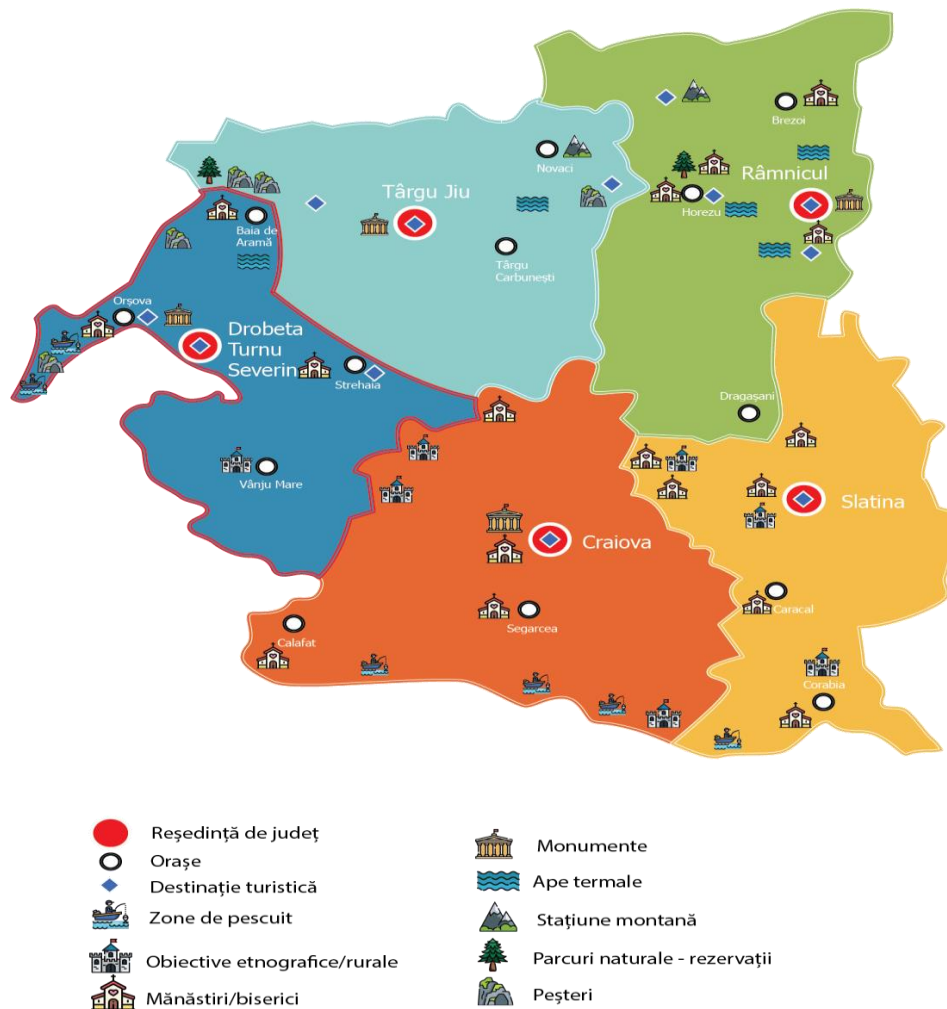 Brezoi
Novaci
Râmnicul
Târgu Jiu
Horezu
Baia de
Aramă
Târgu
Carbunești
Orșova
Drobeta
Turnu
Severin
Strehaia
Dragașani
Vânju Mare
Slatina
Craiova
Caracal
Segarcea
Calafat
Corabia
Reședință de județ
Orașe
Destinație turistică
Zone de pescuit
Obiective etnografice/rurale
Mănăstiri/biserici
Monumente
Ape termale
Stațiune montană
Parcuri naturale - rezervații
Peșteri